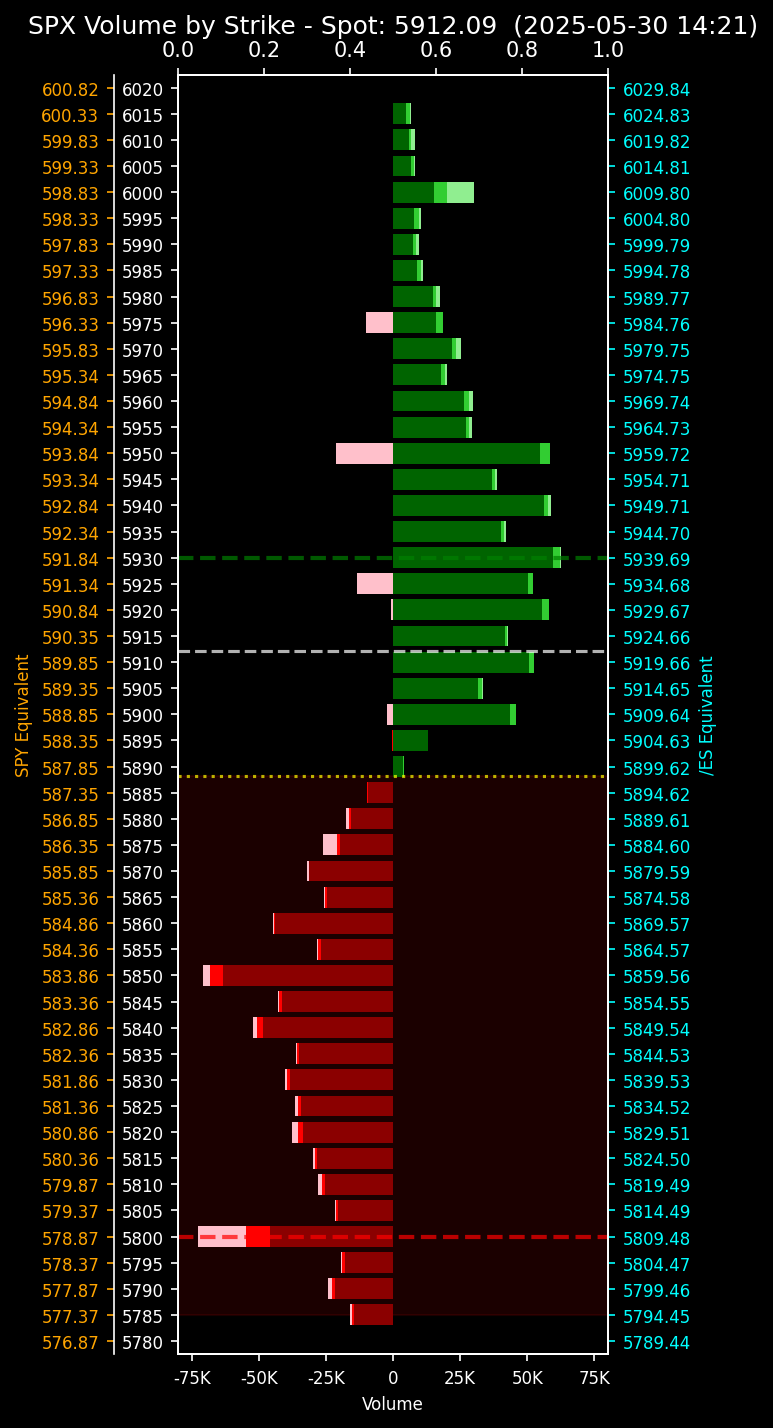 SPX Volume by Strike - Spot: 5912.09  (2025-05-30 14:21)
0.0 0.2 0.4 0.6 0.8 1.0
600.82 6020 6029.84
600.33 6015 6024.83
599.83 6010 6019.82
599.33 6005 6014.81
598.83 6000 6009.80
598.33 5995 6004.80
597.83 5990 5999.79
597.33 5985 5994.78
596.83 5980 5989.77
596.33 5975 5984.76
595.83 5970 5979.75
595.34 5965 5974.75
594.84 5960 5969.74
594.34 5955 5964.73
593.84 5950 5959.72
593.34 5945 5954.71
592.84 5940 5949.71
592.34 5935 5944.70
591.84 5930 5939.69
591.34 5925 5934.68
590.84 5920 5929.67
590.35 5915 5924.66
589.85 5910 5919.66
589.35 5905 5914.65
588.85 5900 5909.64
588.35 5895 5904.63
587.85 5890 5899.62
587.35 5885 5894.62
586.85 5880 5889.61
586.35 5875 5884.60
585.85 5870 5879.59
585.36 5865 5874.58
584.86 5860 5869.57
584.36 5855 5864.57
583.86 5850 5859.56
583.36 5845 5854.55
582.86 5840 5849.54
582.36 5835 5844.53
581.86 5830 5839.53
581.36 5825 5834.52
580.86 5820 5829.51
580.36 5815 5824.50
579.87 5810 5819.49
579.37 5805 5814.49
578.87 5800 5809.48
578.37 5795 5804.47
577.87 5790 5799.46
577.37 5785 5794.45
576.87 5780 5789.44
SPY Equivalent
/ES Equivalent
-75K -50K -25K 0 25K 50K 75K
Volume